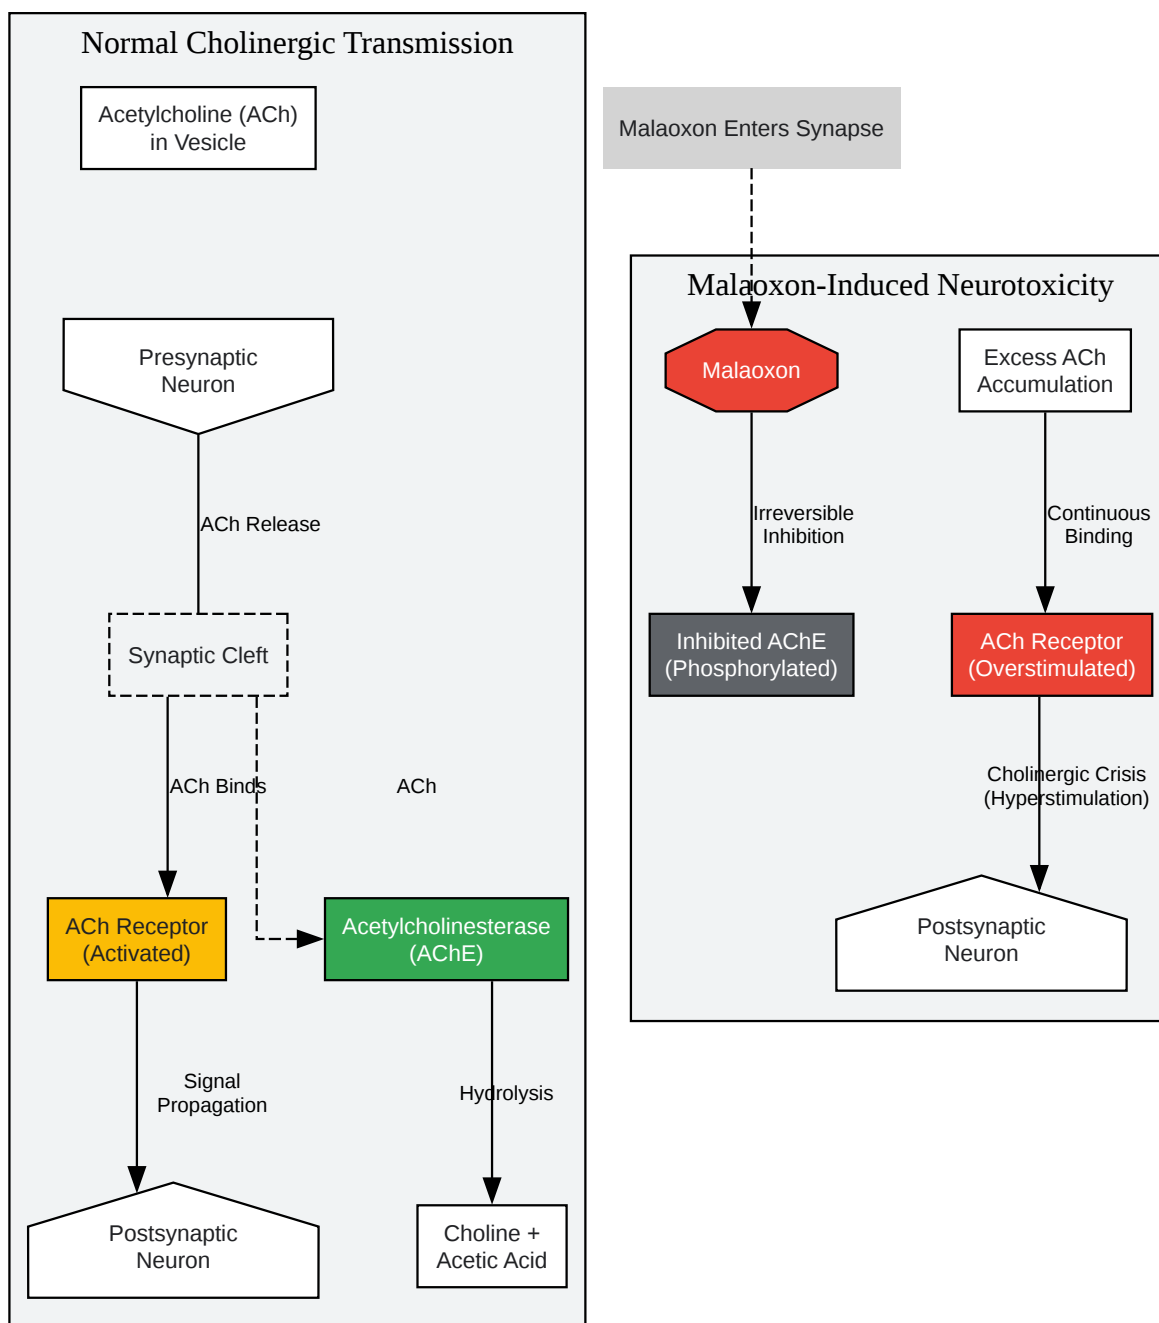 Normal Cholinergic Transmission
Acetylcholine (ACh)
in Vesicle
Presynaptic
Neuron
ACh Release
Synaptic Cleft
ACh Binds
ACh
ACh Receptor
(Activated)
Acetylcholinesterase
(AChE)
Signal
Propagation
Hydrolysis
Postsynaptic
Neuron
Choline +
Acetic Acid
Malaoxon Enters Synapse
Malaoxon-Induced Neurotoxicity
Malaoxon
Excess ACh
Accumulation
Irreversible
Inhibition
Continuous
Binding
Inhibited AChE
(Phosphorylated)
ACh Receptor
(Overstimulated)
Cholinergic Crisis
(Hyperstimulation)
Postsynaptic
Neuron